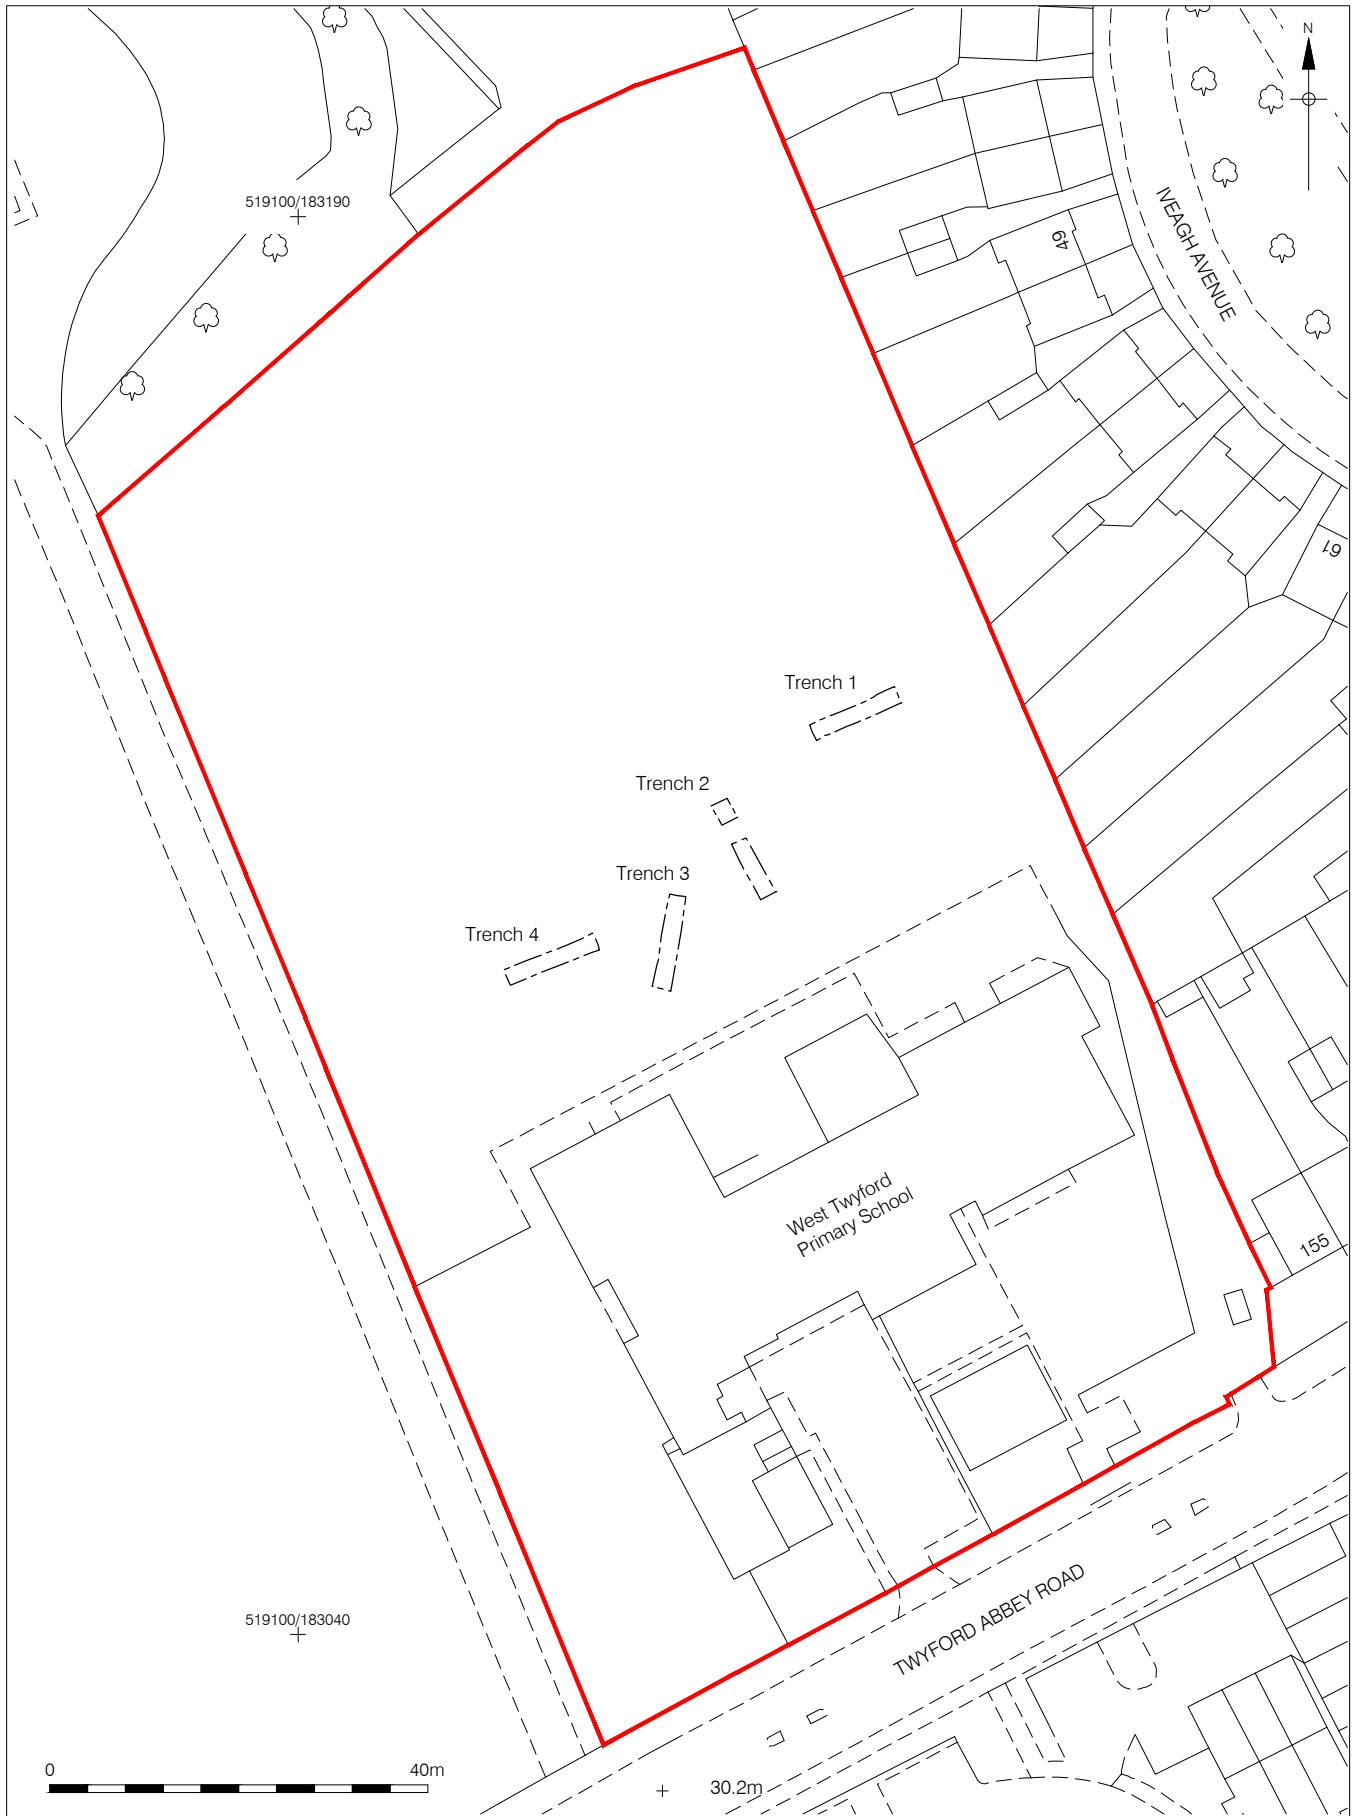 N
519100/183190
49
IVEAGH AVENUE
61
Trench 1
Trench 2
Trench 3
Trench 4
West Twyford
Primary School
155
TWYFORD ABBEY ROAD
519100/183040
0
40m
30.2m